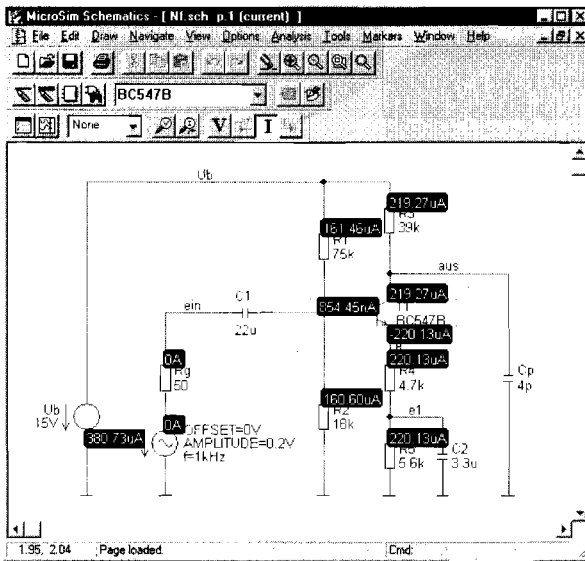 MicroSim Schematics - [ Nf.sch p.1 (current) ]
File Edit Draw Navigate View Options Analysis Tools Markers Window Help
BC547B
None
V I
Ub
219.27uA
R3
39k
161.46uA
R1
75k
aus
ein
C1
22u
854.45nA
219.27uA
T1
BC547B
-220.13uA
0A
Rg
50
220.13uA
R4
4.7k
Cp
4p
Ub
15V
380.73uA
0A
OFFSET=0V
AMPLITUDE=0.2V
f=1kHz
160.60uA
R2
18k
e1
220.13uA
R5
5.6k
C2
3.3u
1.95, 2.04 Page loaded. Cmd: